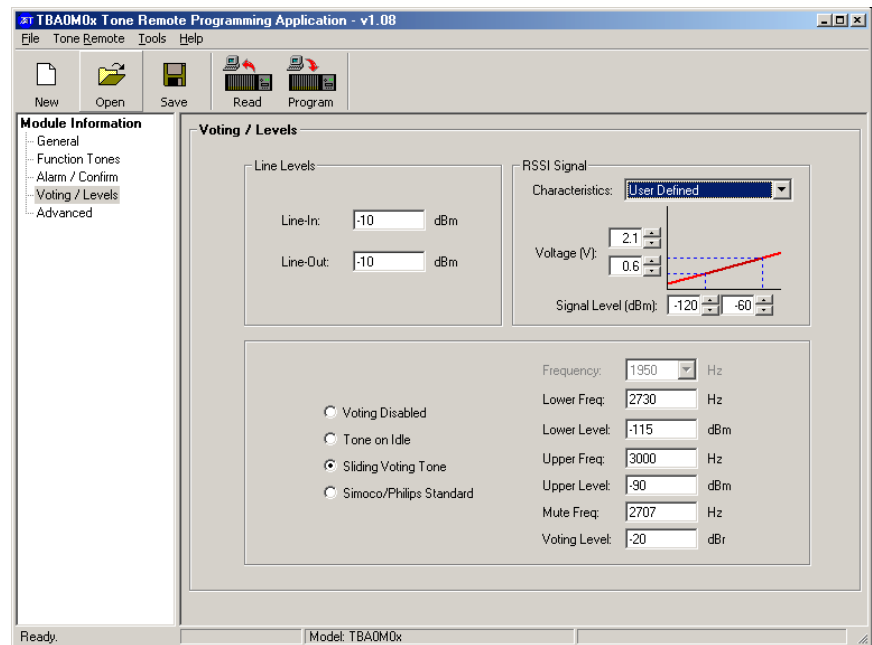 TBA0M0x Tone Remote Programming Application - v1.08
File Tone Remote Tools Help
New Open Save Read Program
Module Information
General
Function Tones
Alarm / Confirm
Voting / Levels
Advanced
Voting / Levels
Line Levels
Line-In: -10 dBm
Line-Out: -10 dBm
RSSI Signal
Characteristics: User Defined
Voltage (V): 2.1
0.6
Signal Level (dBm): -120 -60
Voting Disabled
Tone on Idle
Sliding Voting Tone
Simoco/Philips Standard
Frequency: 1950 Hz
Lower Freq: 2730 Hz
Lower Level: -115 dBm
Upper Freq: 3000 Hz
Upper Level: -90 dBm
Mute Freq: 2707 Hz
Voting Level: -20 dBr
Ready. Model: TBA0M0x